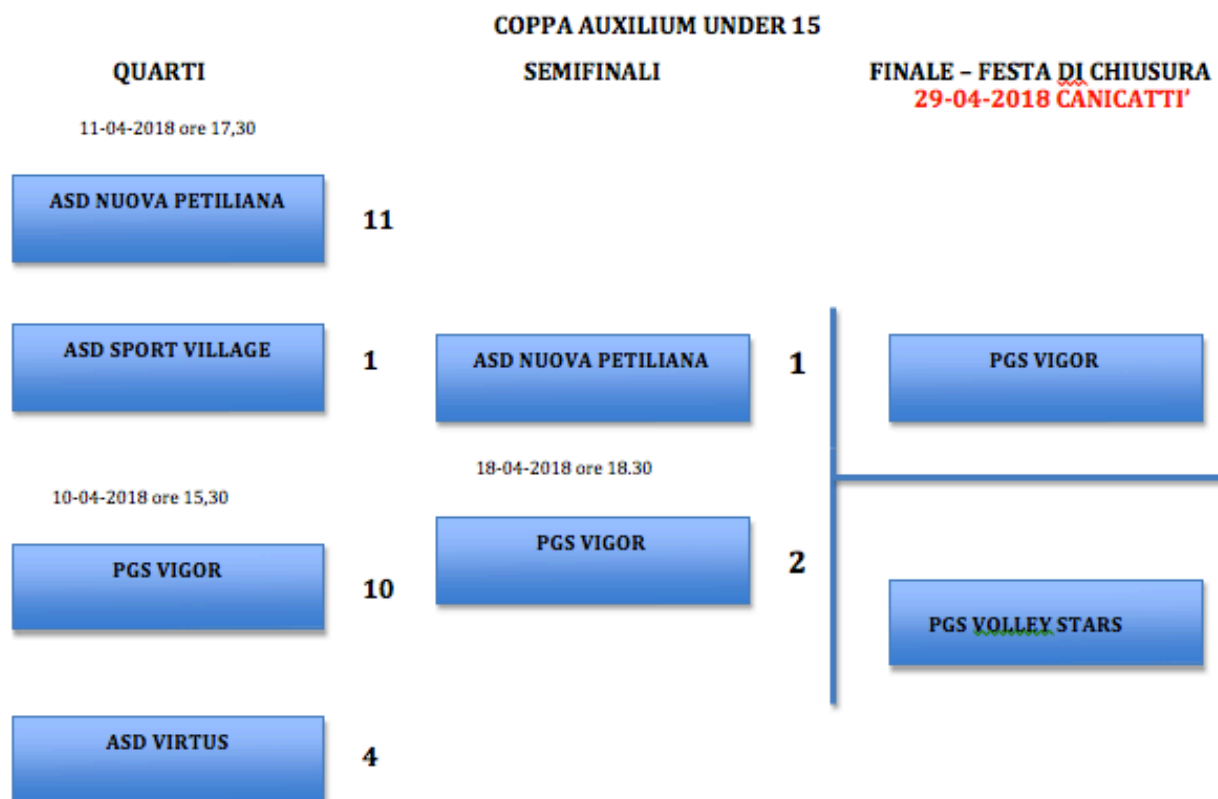 COPPA AUXILIUM UNDER 15
QUARTI
SEMIFINALI
FINALE – FESTA DI CHIUSURA
29-04-2018 CANICATTI'
11-04-2018 ore 17,30
ASD NUOVA PETILIANA
11
ASD SPORT VILLAGE
1
ASD NUOVA PETILIANA
1
PGS VIGOR
18-04-2018 ore 18.30
10-04-2018 ore 15,30
PGS VIGOR
10
PGS VIGOR
2
PGS VOLLEY STARS
ASD VIRTUS
4